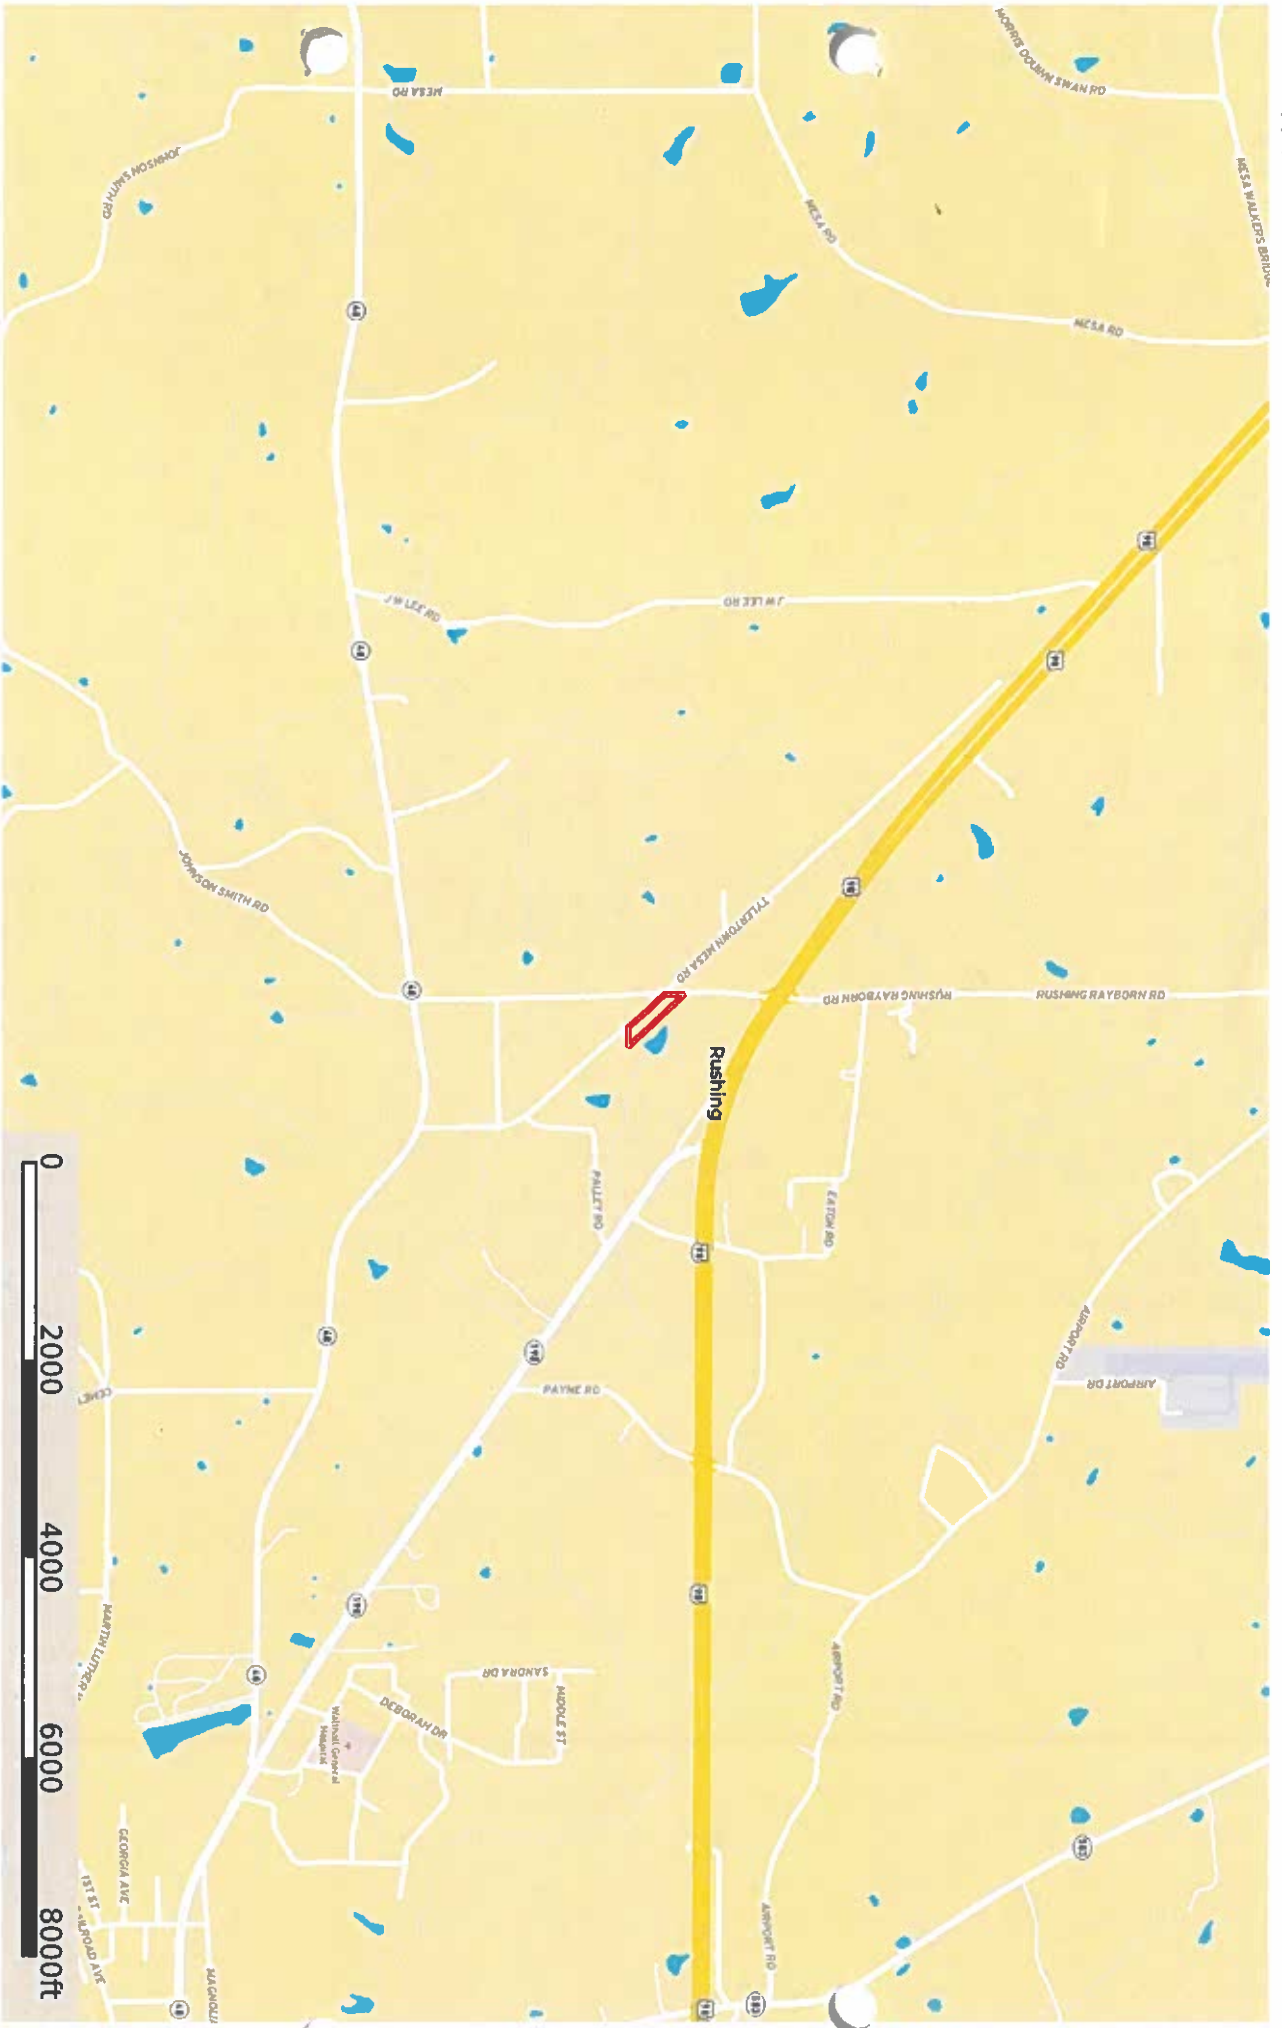 MORRIS DOUGHN SWAN RD
MESA RD
MESA WALKERS
JOHNSON SMITH RD
MESA RD
48
MESA RD
98
J W LEE RD
J W LEE RD
48
98
98
TYLERTOWN MESA RD
JOHNSON SMITH RD
48
RUSHING RAYBORN RD
RUSHING RAYBORN RD
Rushing
PALLEY RD
EATON RD
98
48
198
AIRPORT RD
AIRPORT DR
PAYNE RD
198
98
MARTIN LUTHER
AIRPORT RD
48
SANDRA DR
MIDDLE ST
DEBORAH DR
Walthall General
Hospital
583
GEORGIA AVE
1ST ST
RAILROAD AVE
MAGNOLIA
AIRPORT RD
48
98
583
0
2000
4000
6000
8000ft